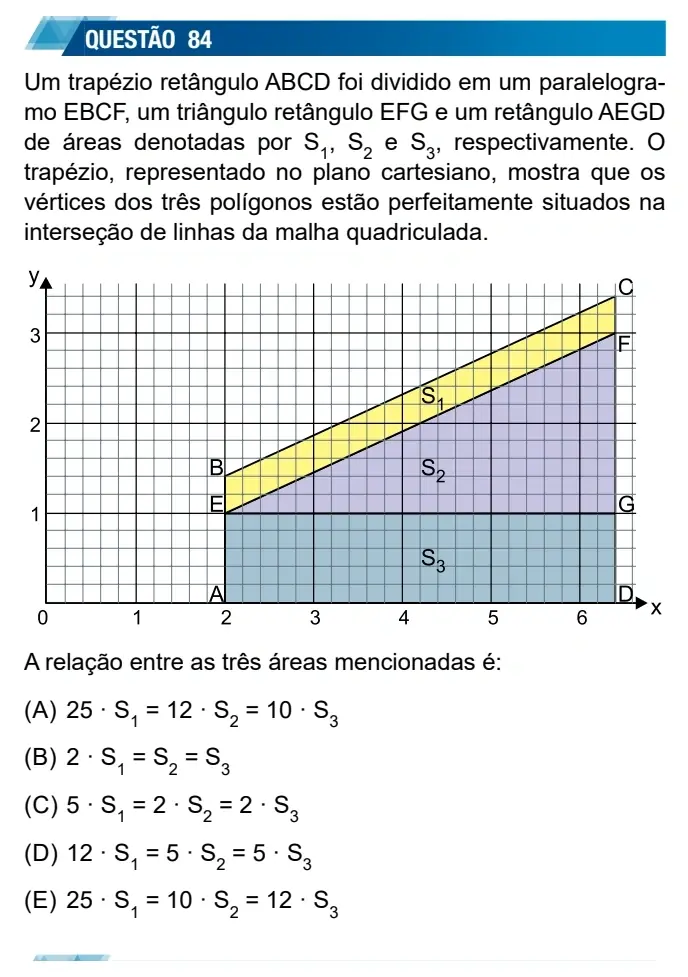 QUESTÃO 84
Um trapézio retângulo ABCD foi dividido em um paralelogra-
mo EBCF, um triângulo retângulo EFG e um retângulo AEGD
de áreas denotadas por S₁, S₂ e S₃, respectivamente. O
trapézio, representado no plano cartesiano, mostra que os
vértices dos três polígonos estão perfeitamente situados na
interseção de linhas da malha quadriculada.
y
C
3
F
S₁
2
B
S₂
E
1
G
S₃
A
D
0 1 2 3 4 5 6 x
A relação entre as três áreas mencionadas é:
(A) 25 · S₁ = 12 · S₂ = 10 · S₃
(B) 2 · S₁ = S₂ = S₃
(C) 5 · S₁ = 2 · S₂ = 2 · S₃
(D) 12 · S₁ = 5 · S₂ = 5 · S₃
(E) 25 · S₁ = 10 · S₂ = 12 · S₃